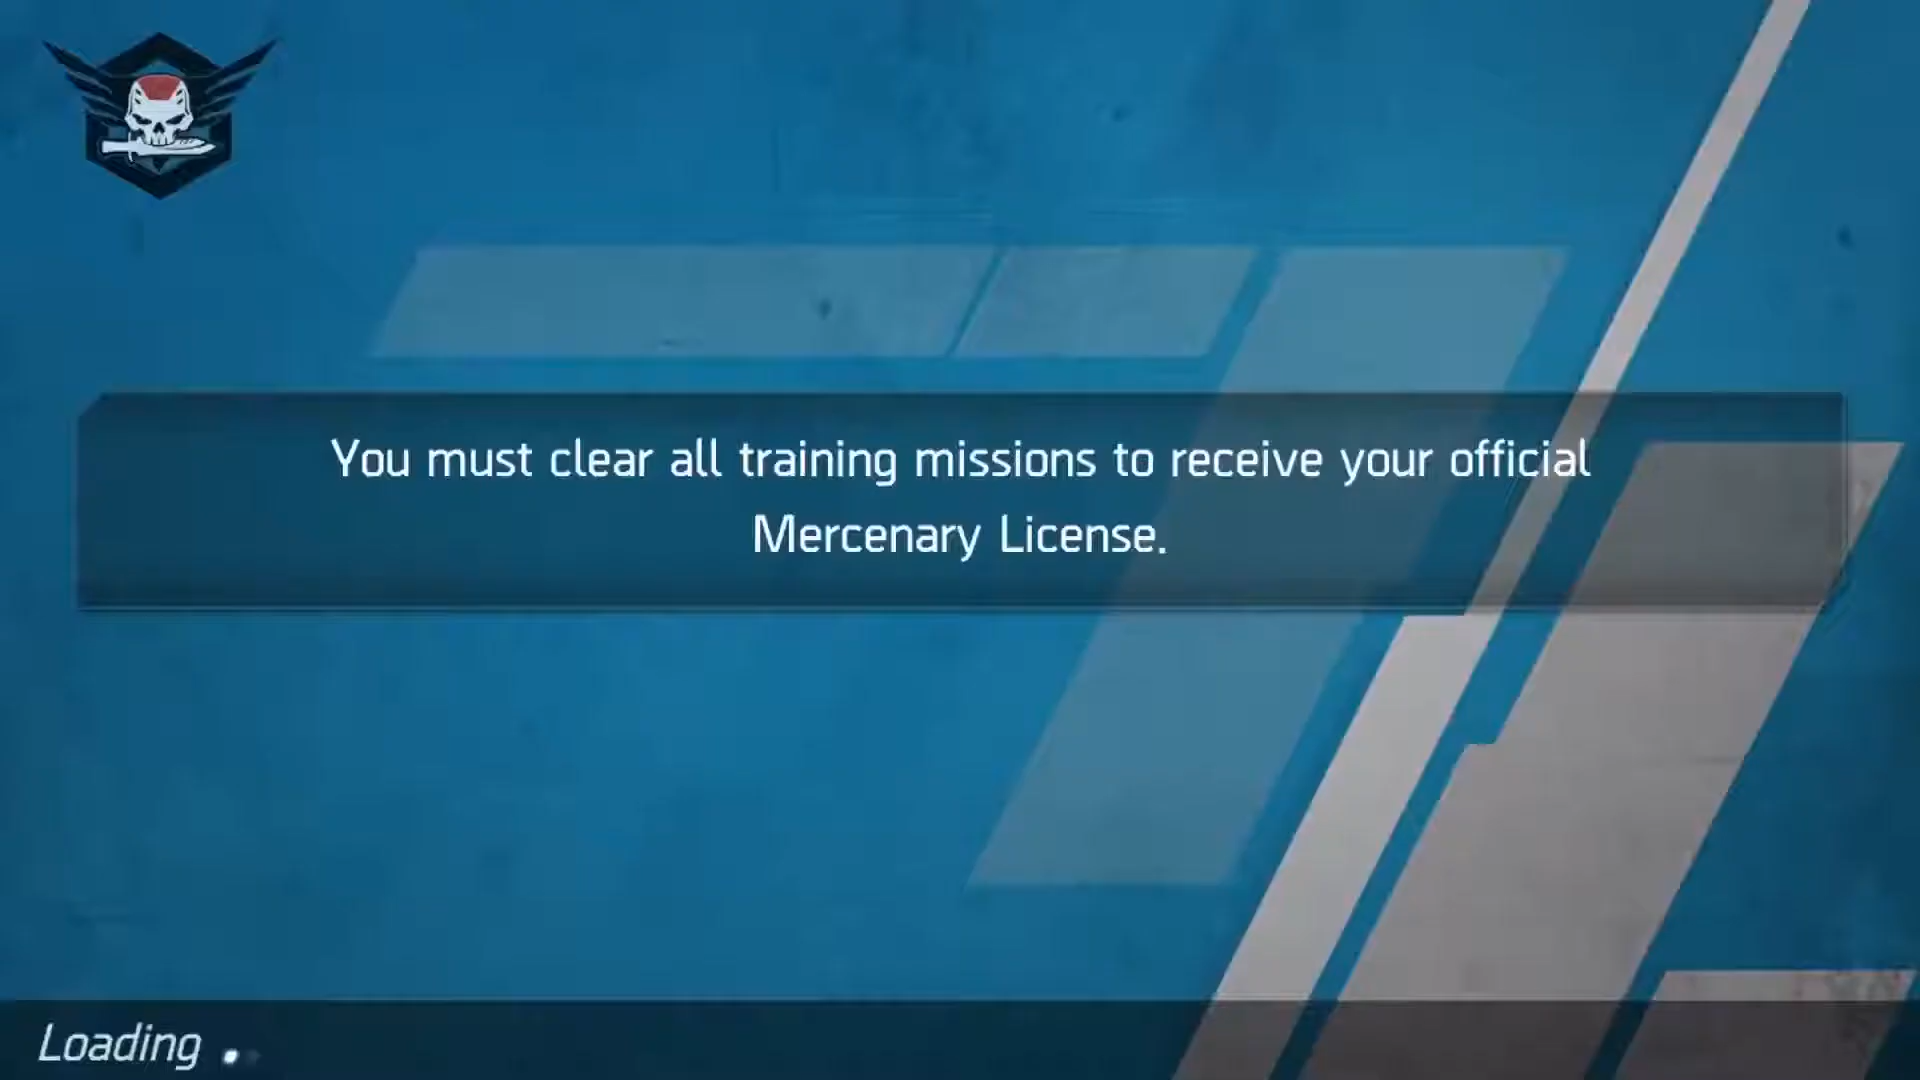 You must clear all training missions to receive your official
Mercenary License.
Loading